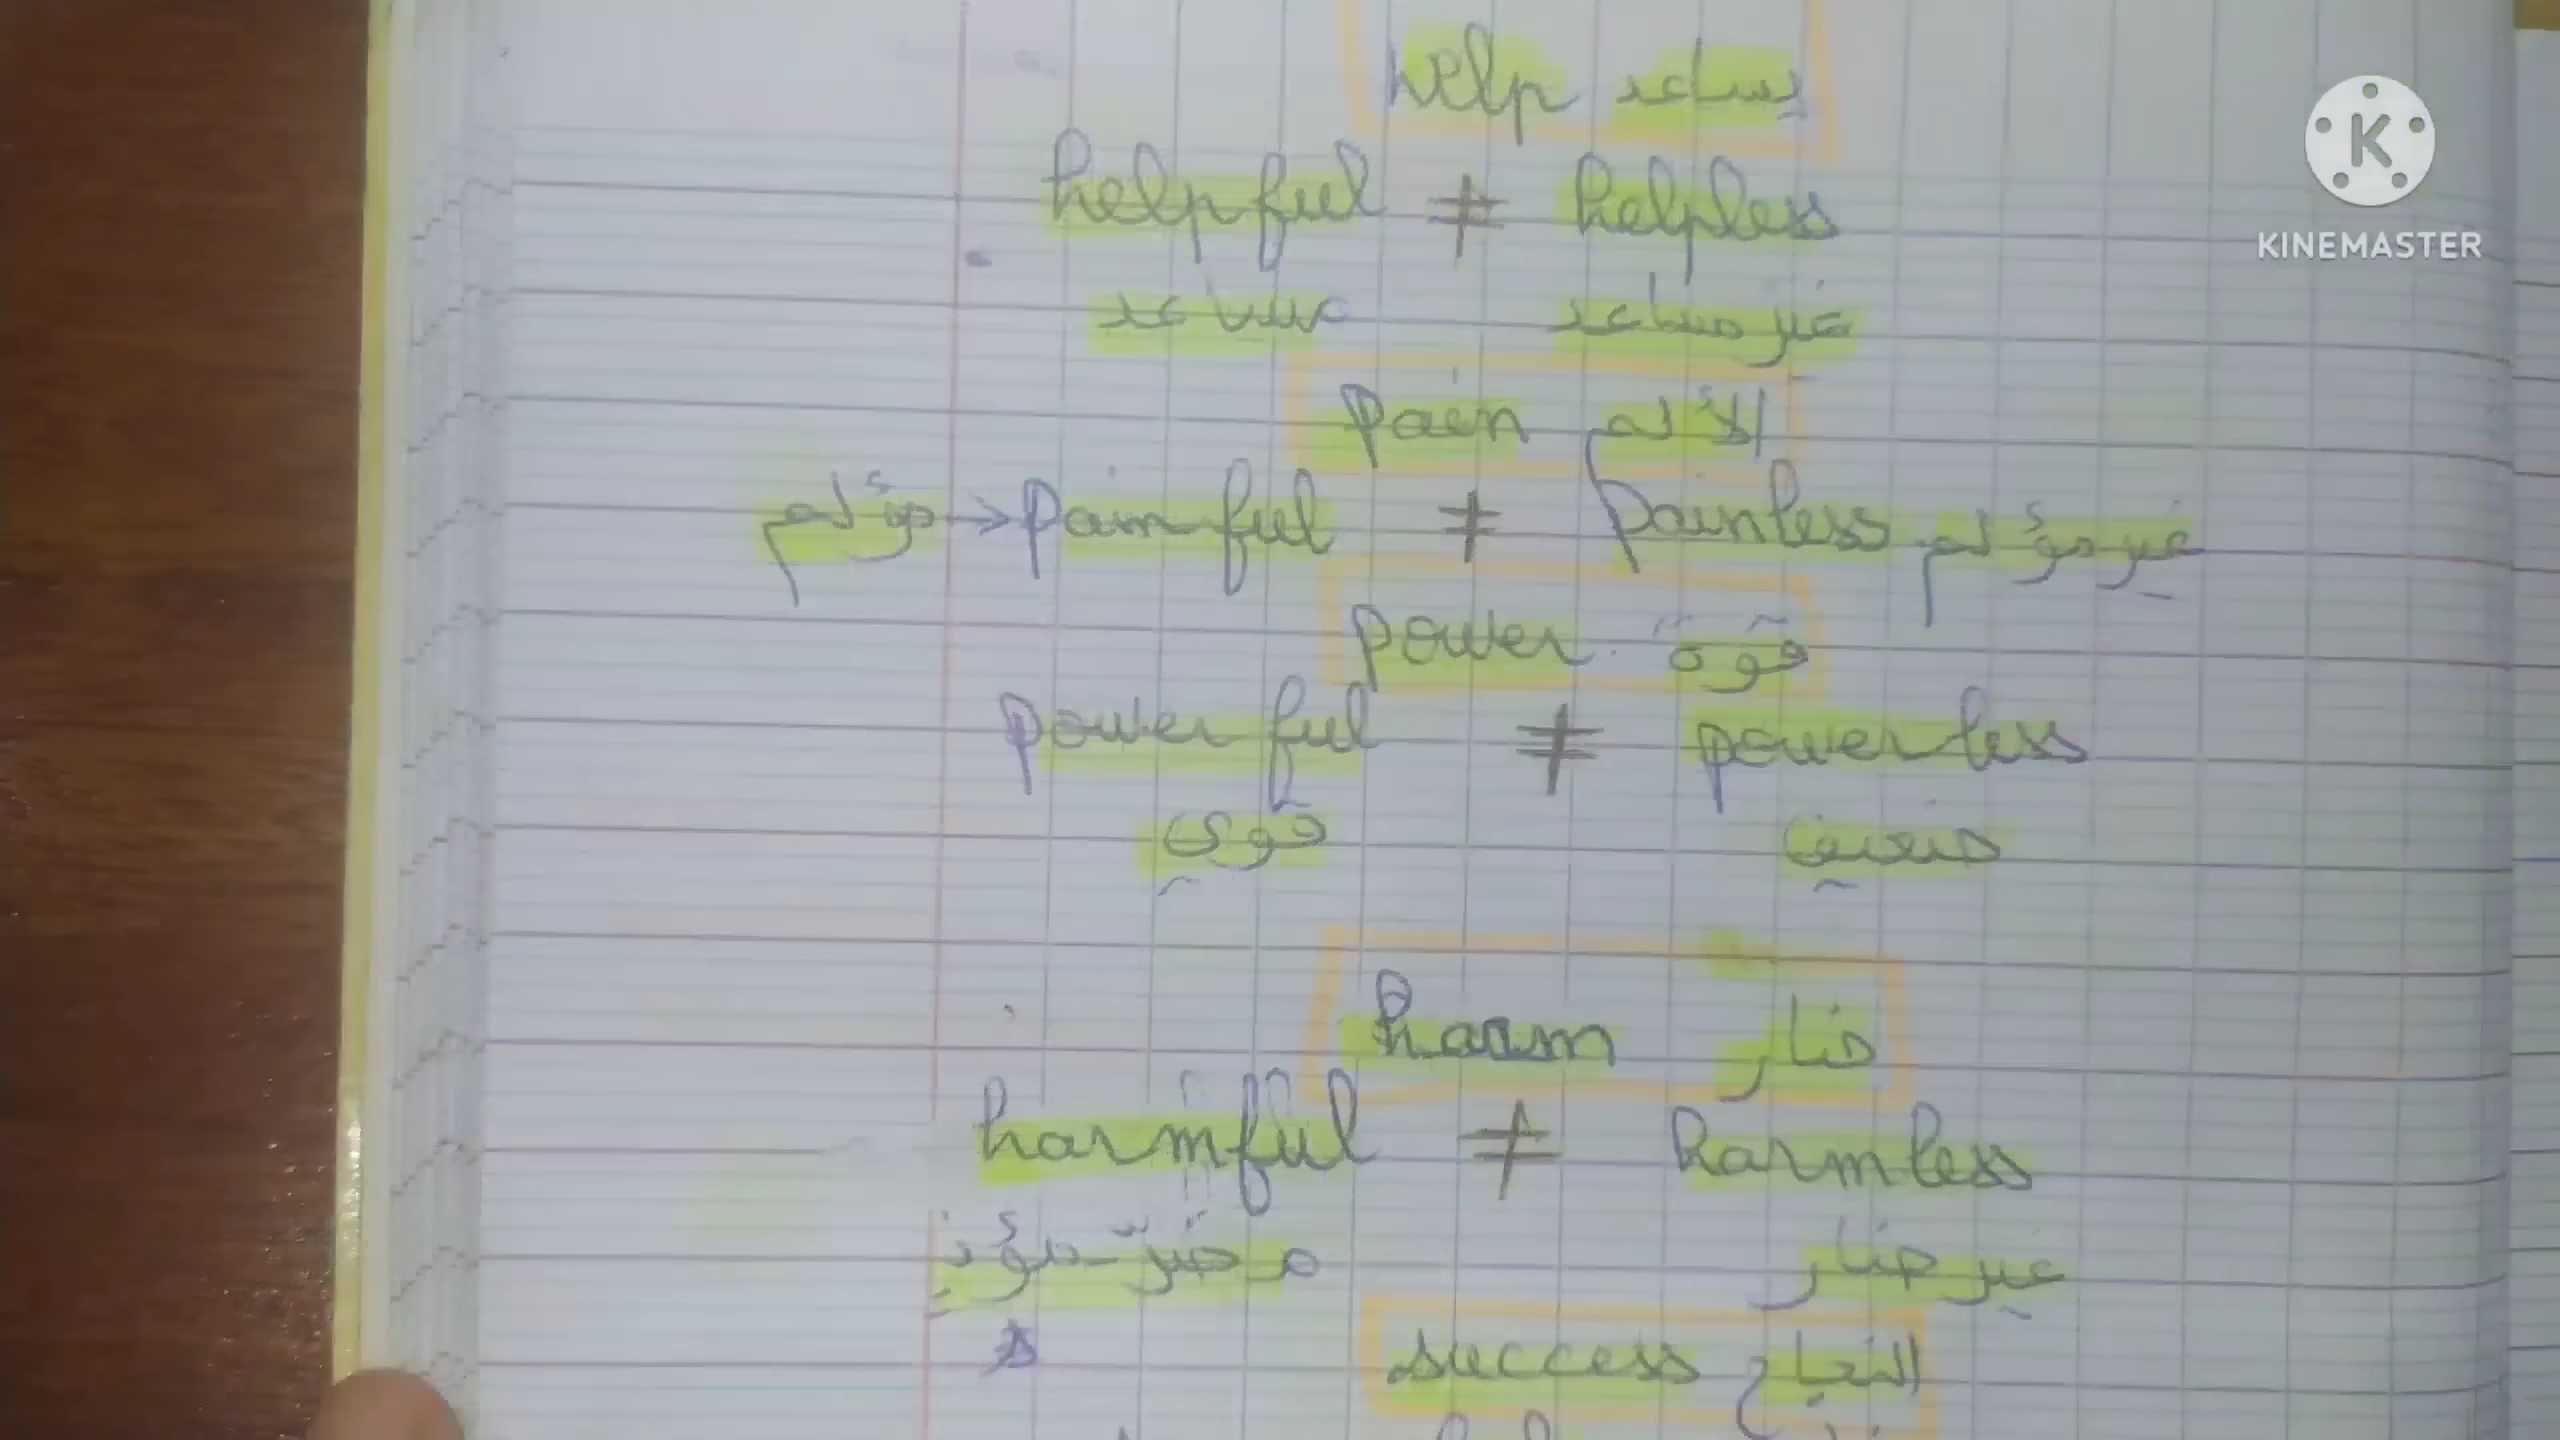 help يساعد
helpful ≠ helpless
مساعد غير مساعد
pain الألم
مؤلم → painful ≠ painless غير مؤلم
power قوة
powerful ≠ powerless
قوي ضعيف
harm ضار
harmful ≠ harmless
مضر غير ضار
success النجاح
K
KINEMASTER